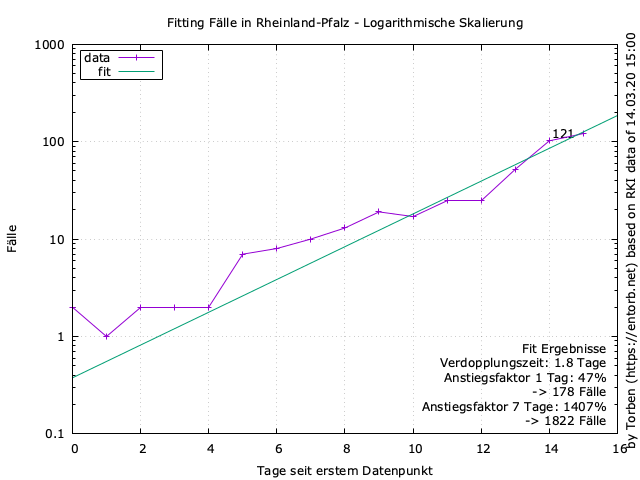 Fitting Fälle in Rheinland-Pfalz - Logarithmische Skalierung
1000
100
10
1
0.1
Fälle
data
fit
121
Fit Ergebnisse
Verdopplungszeit: 1.8 Tage
Anstiegsfaktor 1 Tag: 47%
-> 178 Fälle
Anstiegsfaktor 7 Tage: 1407%
-> 1822 Fälle
0 2 4 6 8 10 12 14 16
Tage seit erstem Datenpunkt
by Torben (https://entorb.net) based on RKI data of 14.03.20 15:00